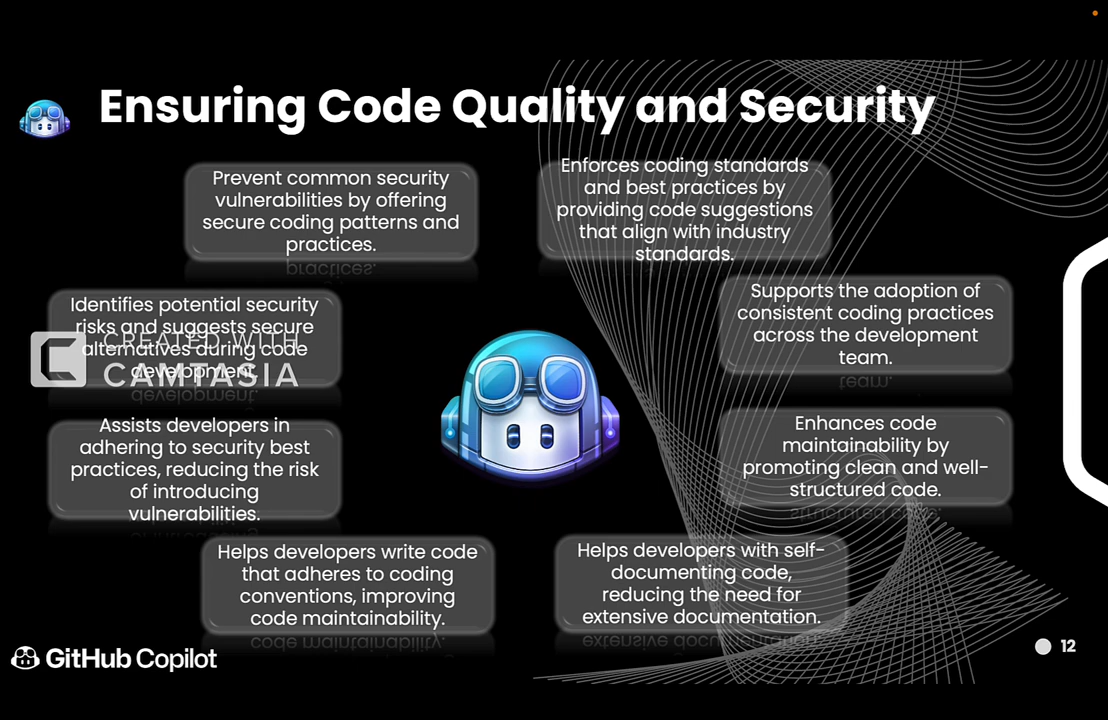 Ensuring Code Quality and Security
Prevent common security
vulnerabilities by offering
secure coding patterns and
practices.
Enforces coding standards
and best practices by
providing code suggestions
that align with industry
standards.
Identifies potential security
risks and suggests secure
alternatives during code
development.
CREATED WITH
CAMTASIA
Supports the adoption of
consistent coding practices
across the development
team.
Assists developers in
adhering to security best
practices, reducing the risk
of introducing
vulnerabilities.
Enhances code
maintainability by
promoting clean and well-
structured code.
Helps developers write code
that adheres to coding
conventions, improving
code maintainability.
Helps developers with self-
documenting code,
reducing the need for
extensive documentation.
GitHub Copilot
12